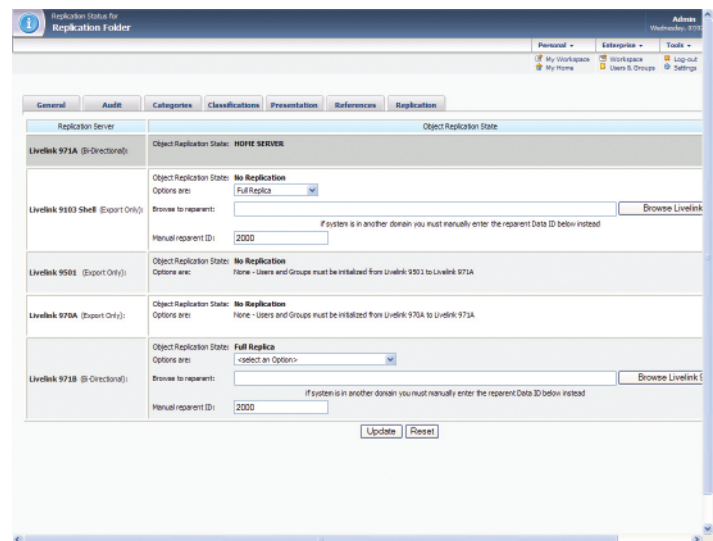 Replication Status for
Replication Folder
Admin
Personal
Enterprise
Tools
My Workspace
Workspace
Log-out
My Home
Users & Groups
Settings
General Audit Categories Classifications Presentation References Replication
Replication Server Object Replication State
Livelink 971A (Bi-Directional):
Object Replication State: HOME SERVER
Livelink 9103 Shell (Export Only):
Object Replication State: No Replication
Options are: Full Replica
Browse to reparent: Browse Livelink
if system is in another domain you must manually enter the reparent Data ID below instead
Manual reparent ID: 2000
Livelink 9501 (Export Only):
Object Replication State: No Replication
Options are: None - Users and Groups must be initialized from Livelink 9501 to Livelink 971A
Livelink 970A (Export Only):
Object Replication State: No Replication
Options are: None - Users and Groups must be initialized from Livelink 970A to Livelink 971A
Livelink 971B (Bi-Directional):
Object Replication State: Full Replica
Options are: <select an Option>
Browse to reparent: Browse Livelink
if system is in another domain you must manually enter the reparent Data ID below instead
Manual reparent ID: 2000
Update Reset